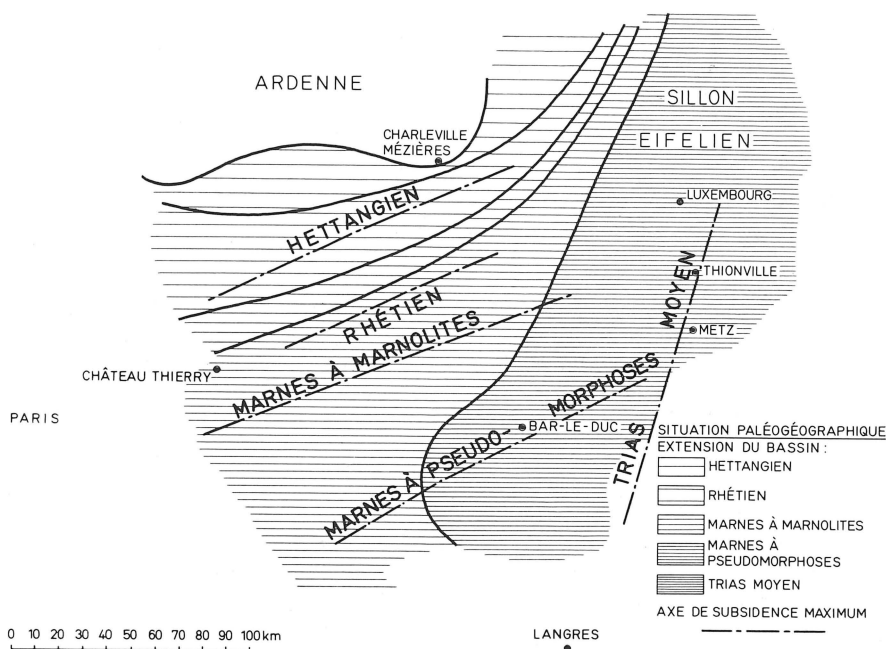 ARDENNE
SILLON
EIFELIEN
CHARLEVILLE
MÉZIÈRES
LUXEMBOURG
HETTANGIEN
THIONVILLE
MOYEN
RHÉTIEN
METZ
CHÂTEAU THIERRY
MARNES À MARNOLITES
PARIS
MARNES À PSEUDO-MORPHOSES
BAR-LE-DUC
TRIAS
SITUATION PALÉOGÉOGRAPHIQUE
EXTENSION DU BASSIN :
HETTANGIEN
RHÉTIEN
MARNES À MARNOLITES
MARNES À
PSEUDOMORPHOSES
TRIAS MOYEN
AXE DE SUBSIDENCE MAXIMUM
0 10 20 30 40 50 60 70 80 90 100km
LANGRES